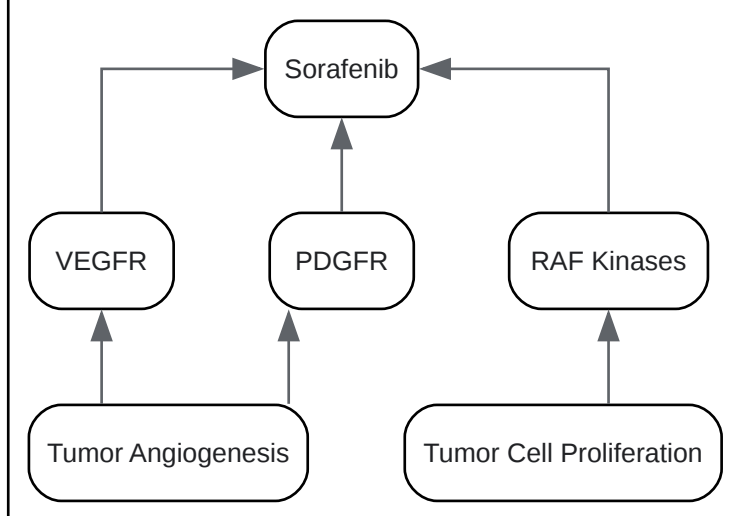 Sorafenib
VEGFR
PDGFR
RAF Kinases
Tumor Angiogenesis
Tumor Cell Proliferation